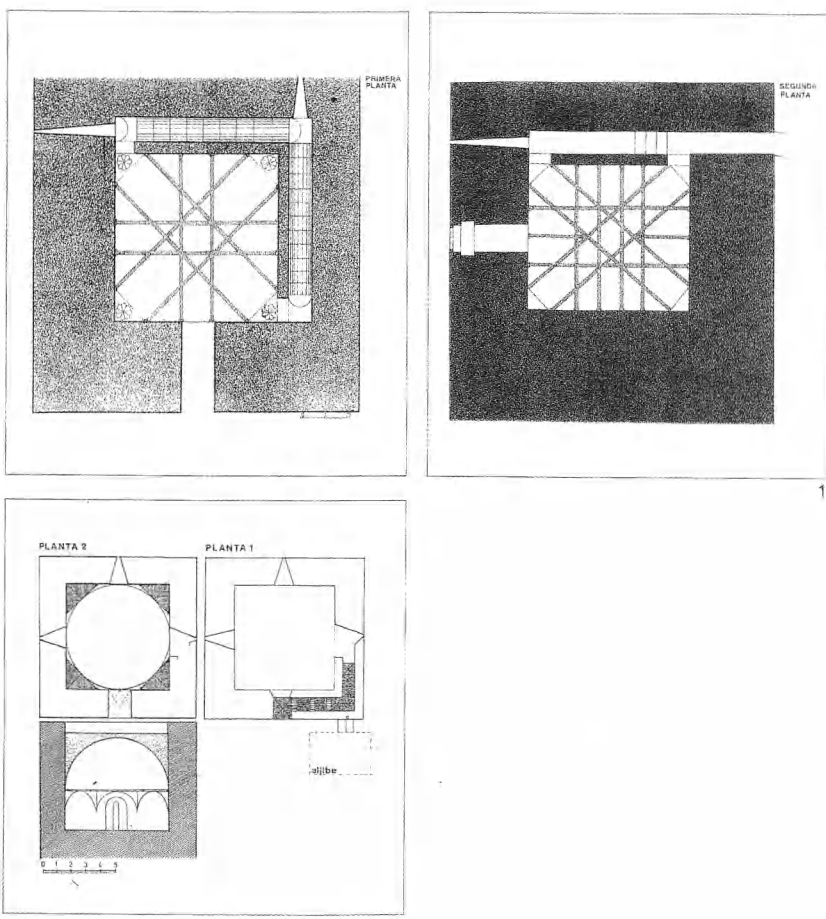 PRIMERA
PLANTA
SEGUNDA
PLANTA
1
PLANTA 2
PLANTA 1
aljibe
0 1 2 3 4 5